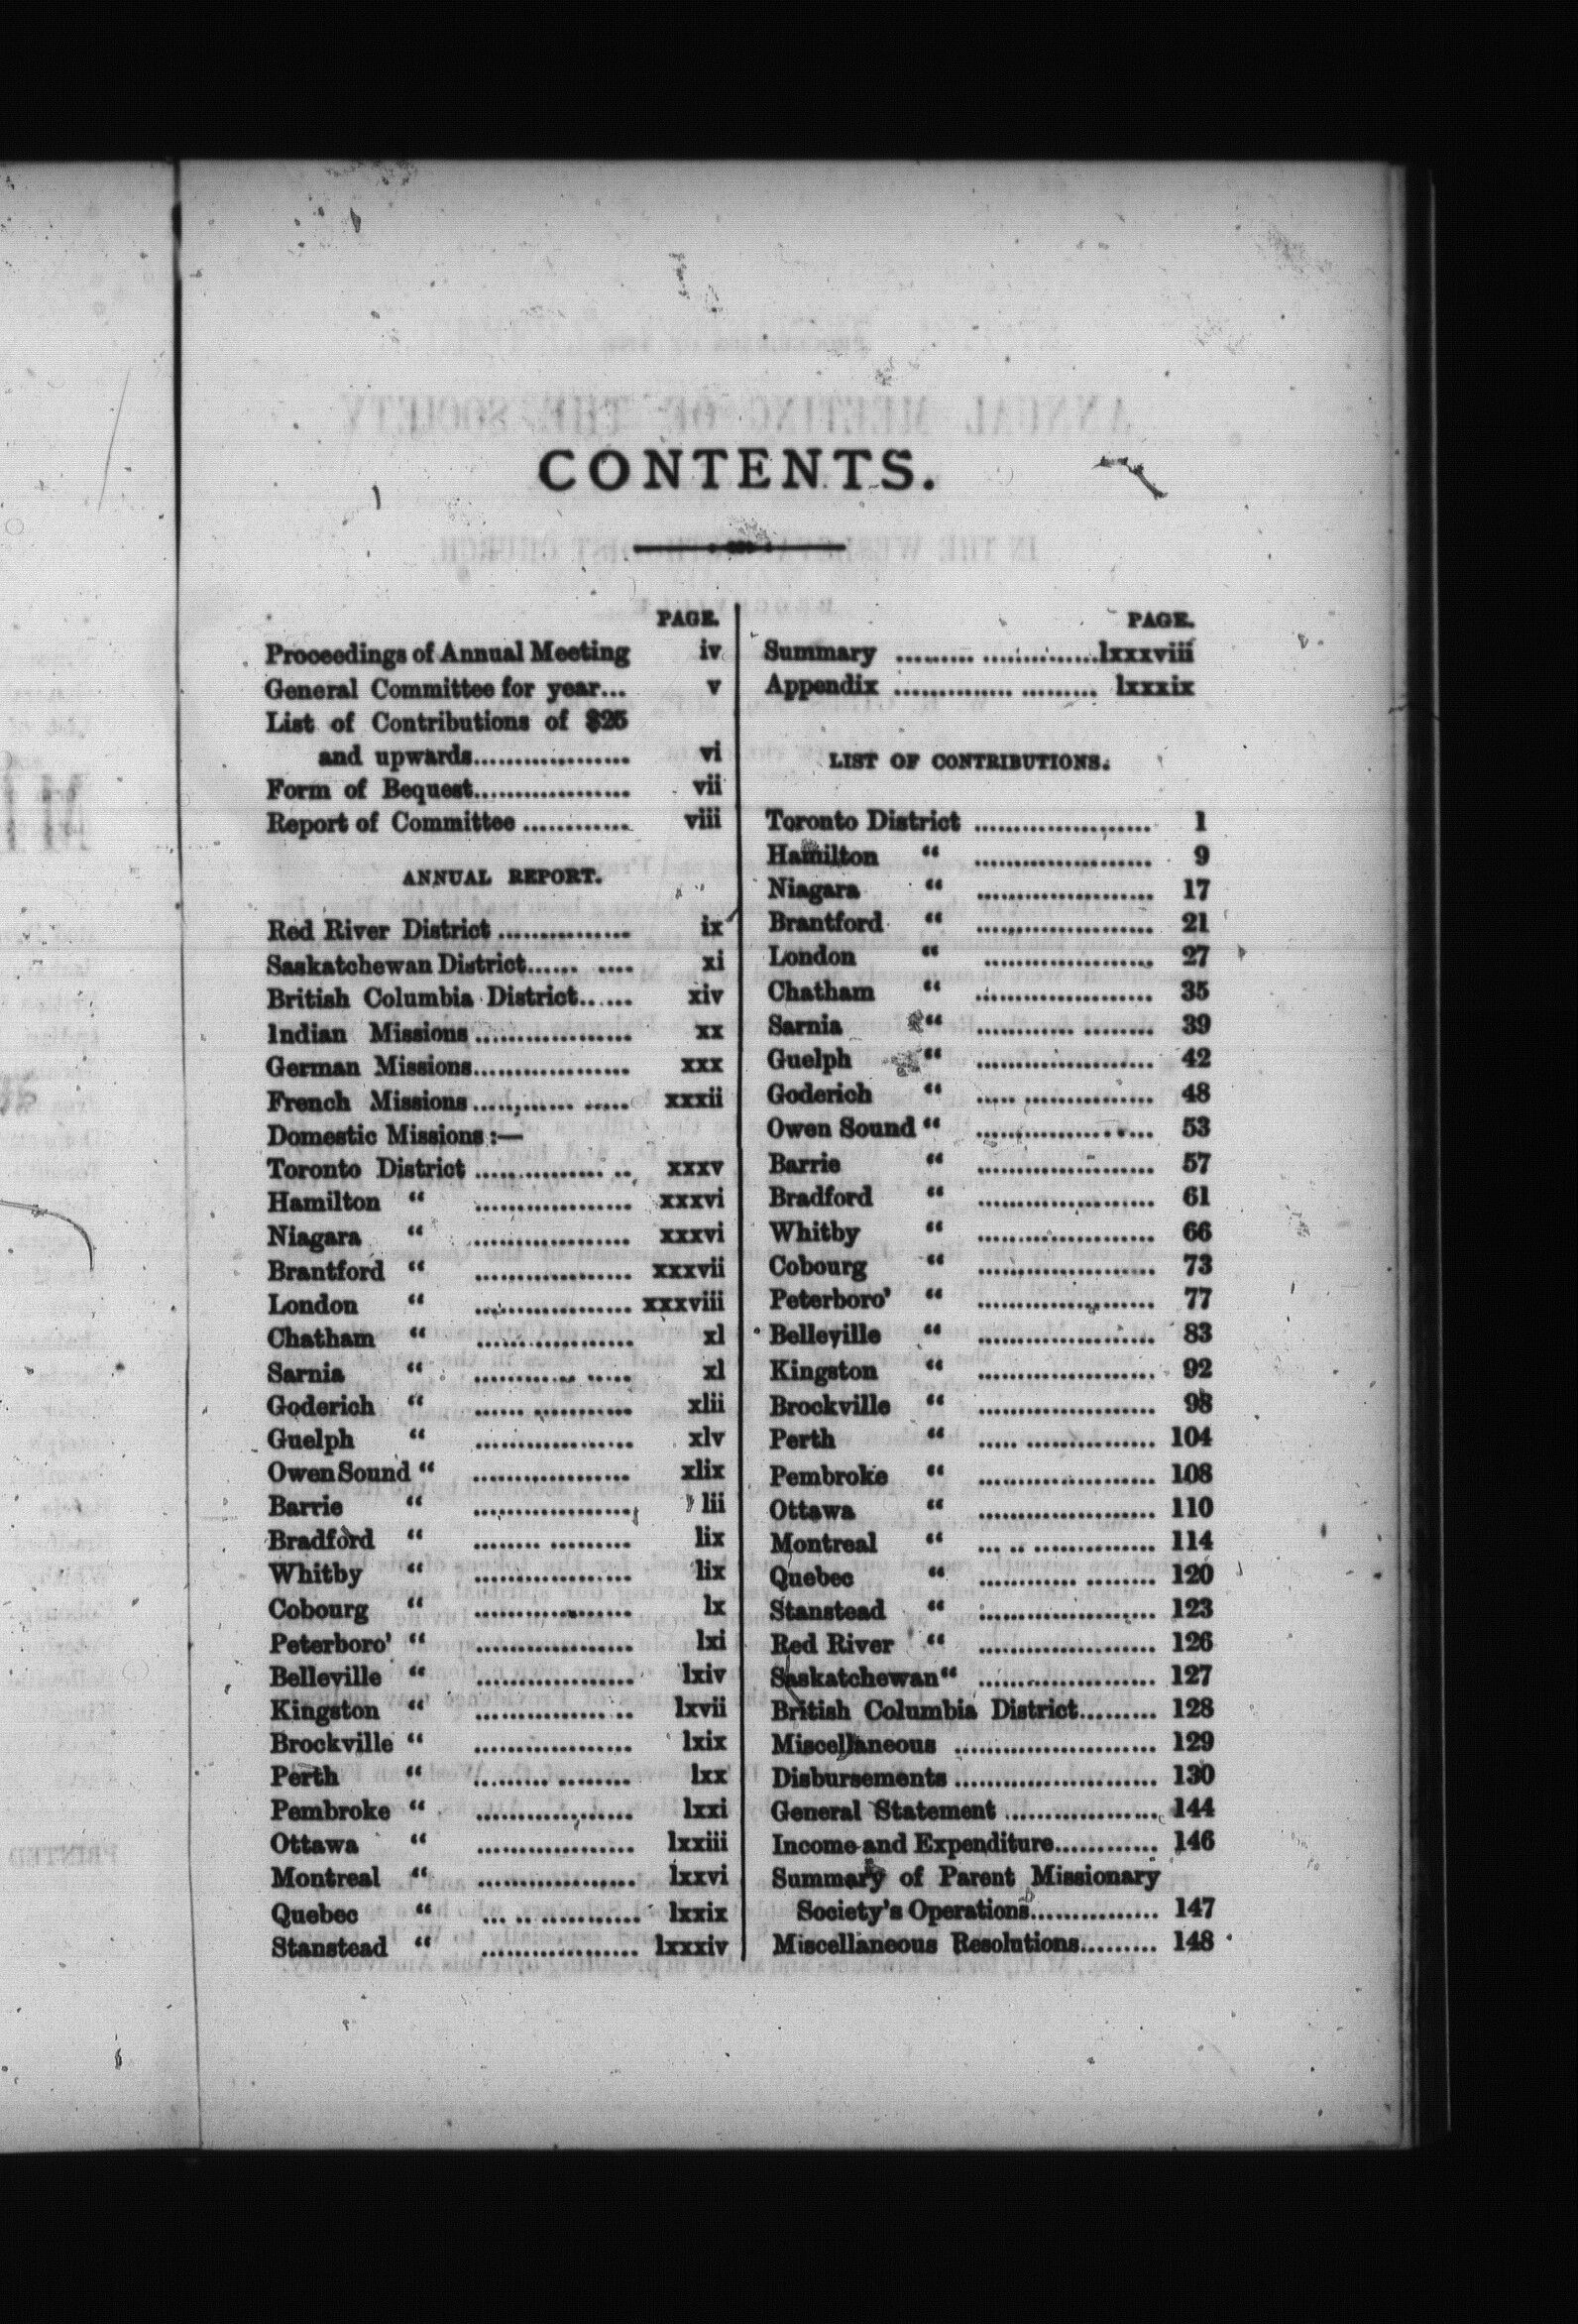 CONTENTS.
PAGE.
Proceedings of Annual Meeting iv
General Committee for year... v
List of Contributions of $25
and upwards................... vi
Form of Bequest................... vii
Report of Committee ............. viii
ANNUAL REPORT.
Red River District ................ ix
Saskatchewan District...... .... xi
British Columbia District...... xiv
Indian Missions ................... xx
German Missions................... xxx
French Missions............. ..... xxxii
Domestic Missions :—
Toronto District ............... .. xxxv
Hamilton “ ................... xxxvi
Niagara “ ................... xxxvi
Brantford “ ................... xxxvii
London “ ................... xxxviii
Chatham “ ................... xl
Sarnia “ ............ ..... xl
Goderich “ ...... ............ xlii
Guelph “ ................... xlv
Owen Sound “ ................... xlix
Barrie “ ................... lii
Bradford “ ........ .......... lix
Whitby “ ................... lix
Cobourg “ ................... lx
Peterboro' “ ................... lxi
Belleville “ ................... lxiv
Kingston “ ............... .. lxvii
Brockville “ ................... lxix
Perth “ ......... ......... lxx
Pembroke “ ................... lxxi
Ottawa “ ................... lxxiii
Montreal “ ................... lxxvi
Quebec “ ... .. ............ lxxix
Stanstead “ ................... lxxxiv
PAGE.
Summary ......... ..............lxxxviii
Appendix .............. ......... lxxxix
LIST OF CONTRIBUTIONS.
Toronto District ..................... 1
Hamilton “ ..................... 9
Niagara “ ..................... 17
Brantford “ ..................... 21
London “ .................... 27
Chatham “ ..................... 35
Sarnia “ ............ ........ 39
Guelph “ ..................... 42
Goderich “ ..... ............... 48
Owen Sound “ ..................... 53
Barrie “ ..................... 57
Bradford “ ..................... 61
Whitby “ ..................... 66
Cobourg “ ..................... 73
Peterboro' “ ..................... 77
Belleville “ ..................... 83
Kingston “ ..................... 92
Brockville “ ..................... 98
Perth “ ..... ............... 104
Pembroke “ ..................... 108
Ottawa “ ..................... 110
Montreal “ ... .. .............. 114
Quebec “ ............ ........ 120
Stanstead “ ..................... 123
Red River “ ..................... 126
Saskatchewan “ ..................... 127
British Columbia District......... 128
Miscellaneous ........................ 129
Disbursements ........................ 130
General Statement .................. 144
Income and Expenditure............ 146
Summary of Parent Missionary
Society's Operations............... 147
Miscellaneous Resolutions......... 148